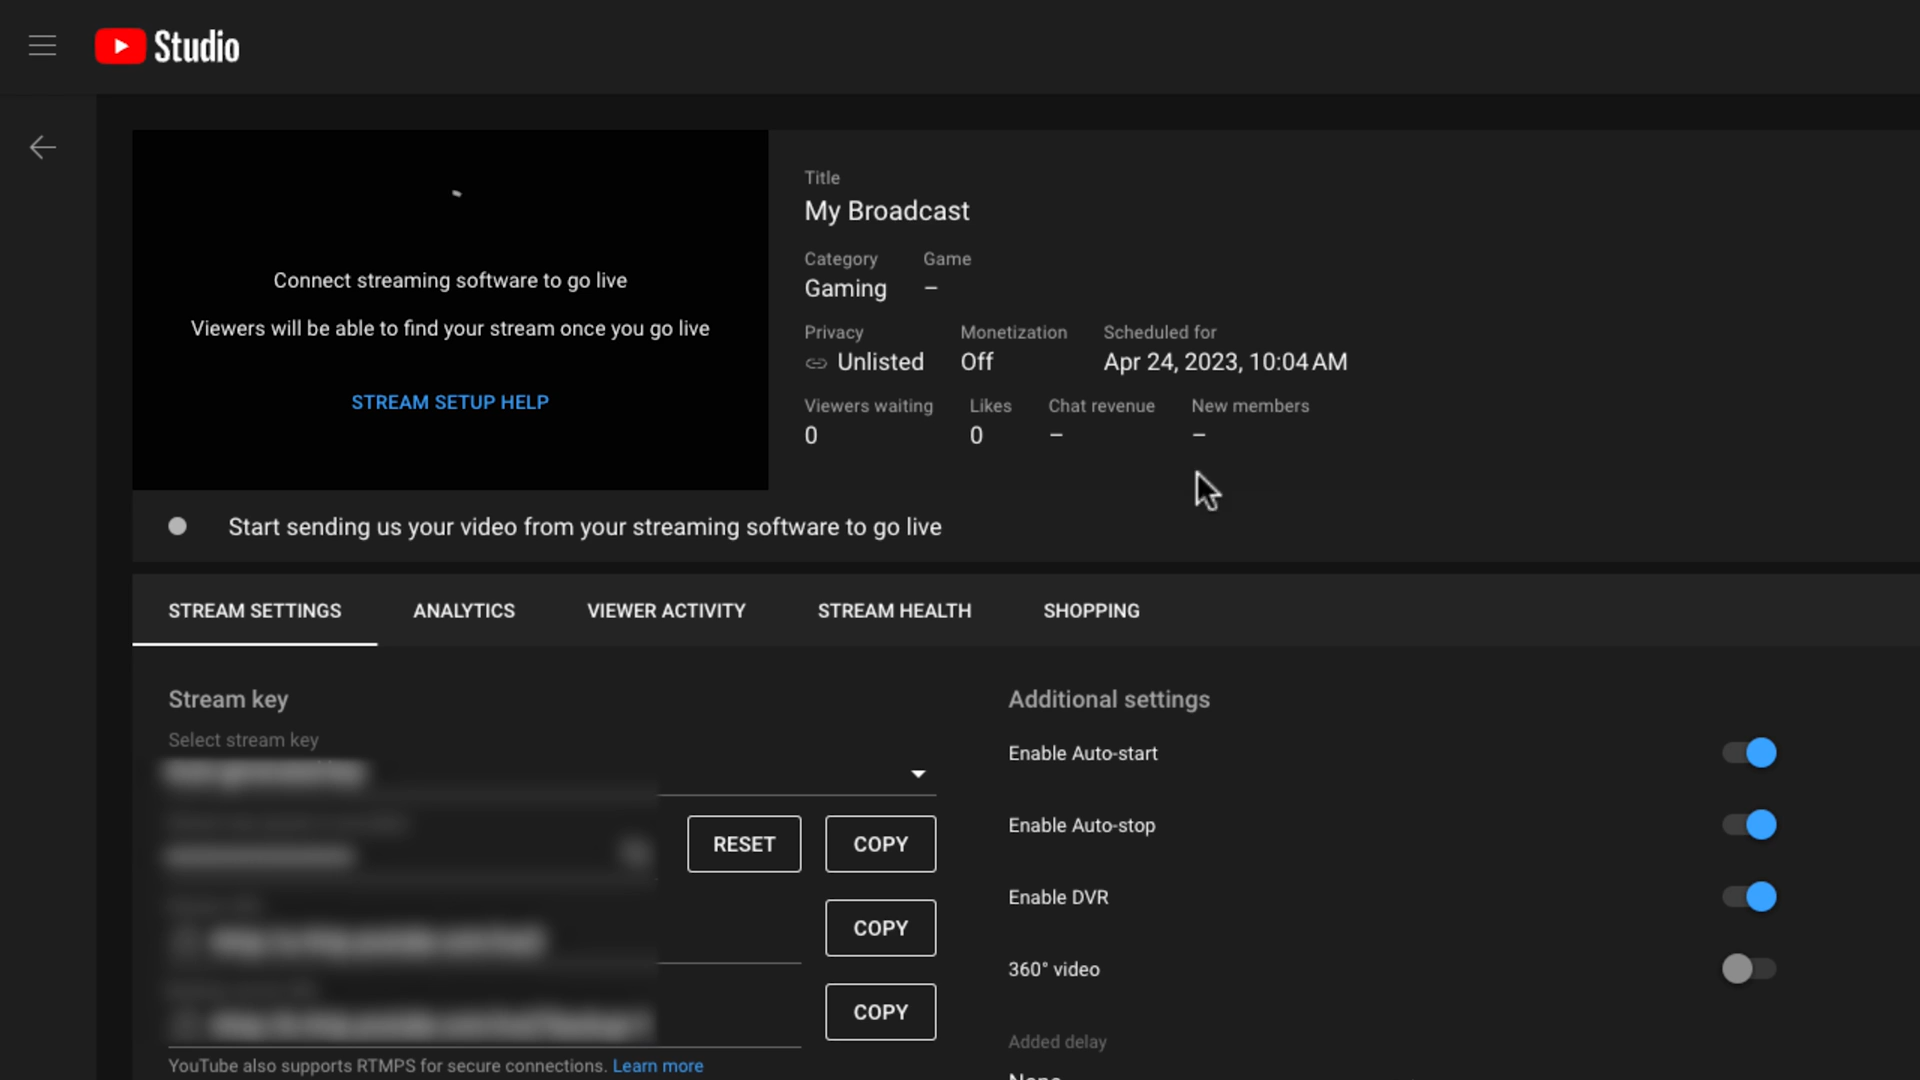 Studio
Connect streaming software to go live
Viewers will be able to find your stream once you go live
STREAM SETUP HELP
Title
My Broadcast
Category Game
Gaming –
Privacy Monetization Scheduled for
Unlisted Off Apr 24, 2023, 10:04 AM
Viewers waiting Likes Chat revenue New members
0 0 – –
Start sending us your video from your streaming software to go live
STREAM SETTINGS ANALYTICS VIEWER ACTIVITY STREAM HEALTH SHOPPING
Stream key
Select stream key
RESET COPY
COPY
COPY
YouTube also supports RTMPS for secure connections. Learn more
Additional settings
Enable Auto-start
Enable Auto-stop
Enable DVR
360° video
Added delay
None